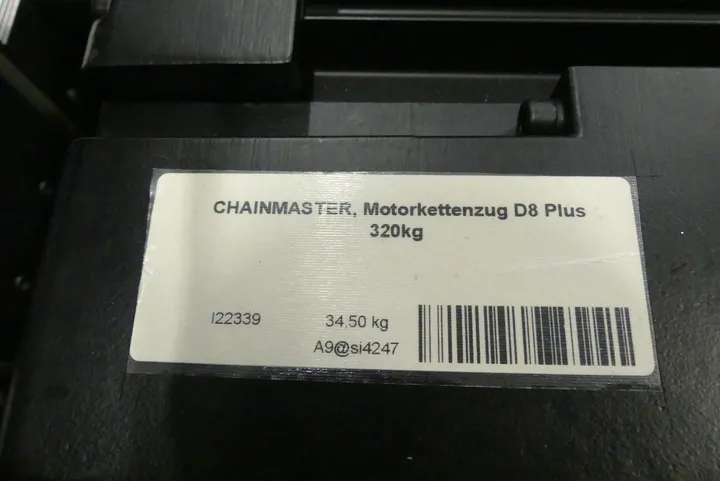 CHAINMASTER, Motorkettenzug D8 Plus
320kg
I22339 34,50 kg
A9@si4247